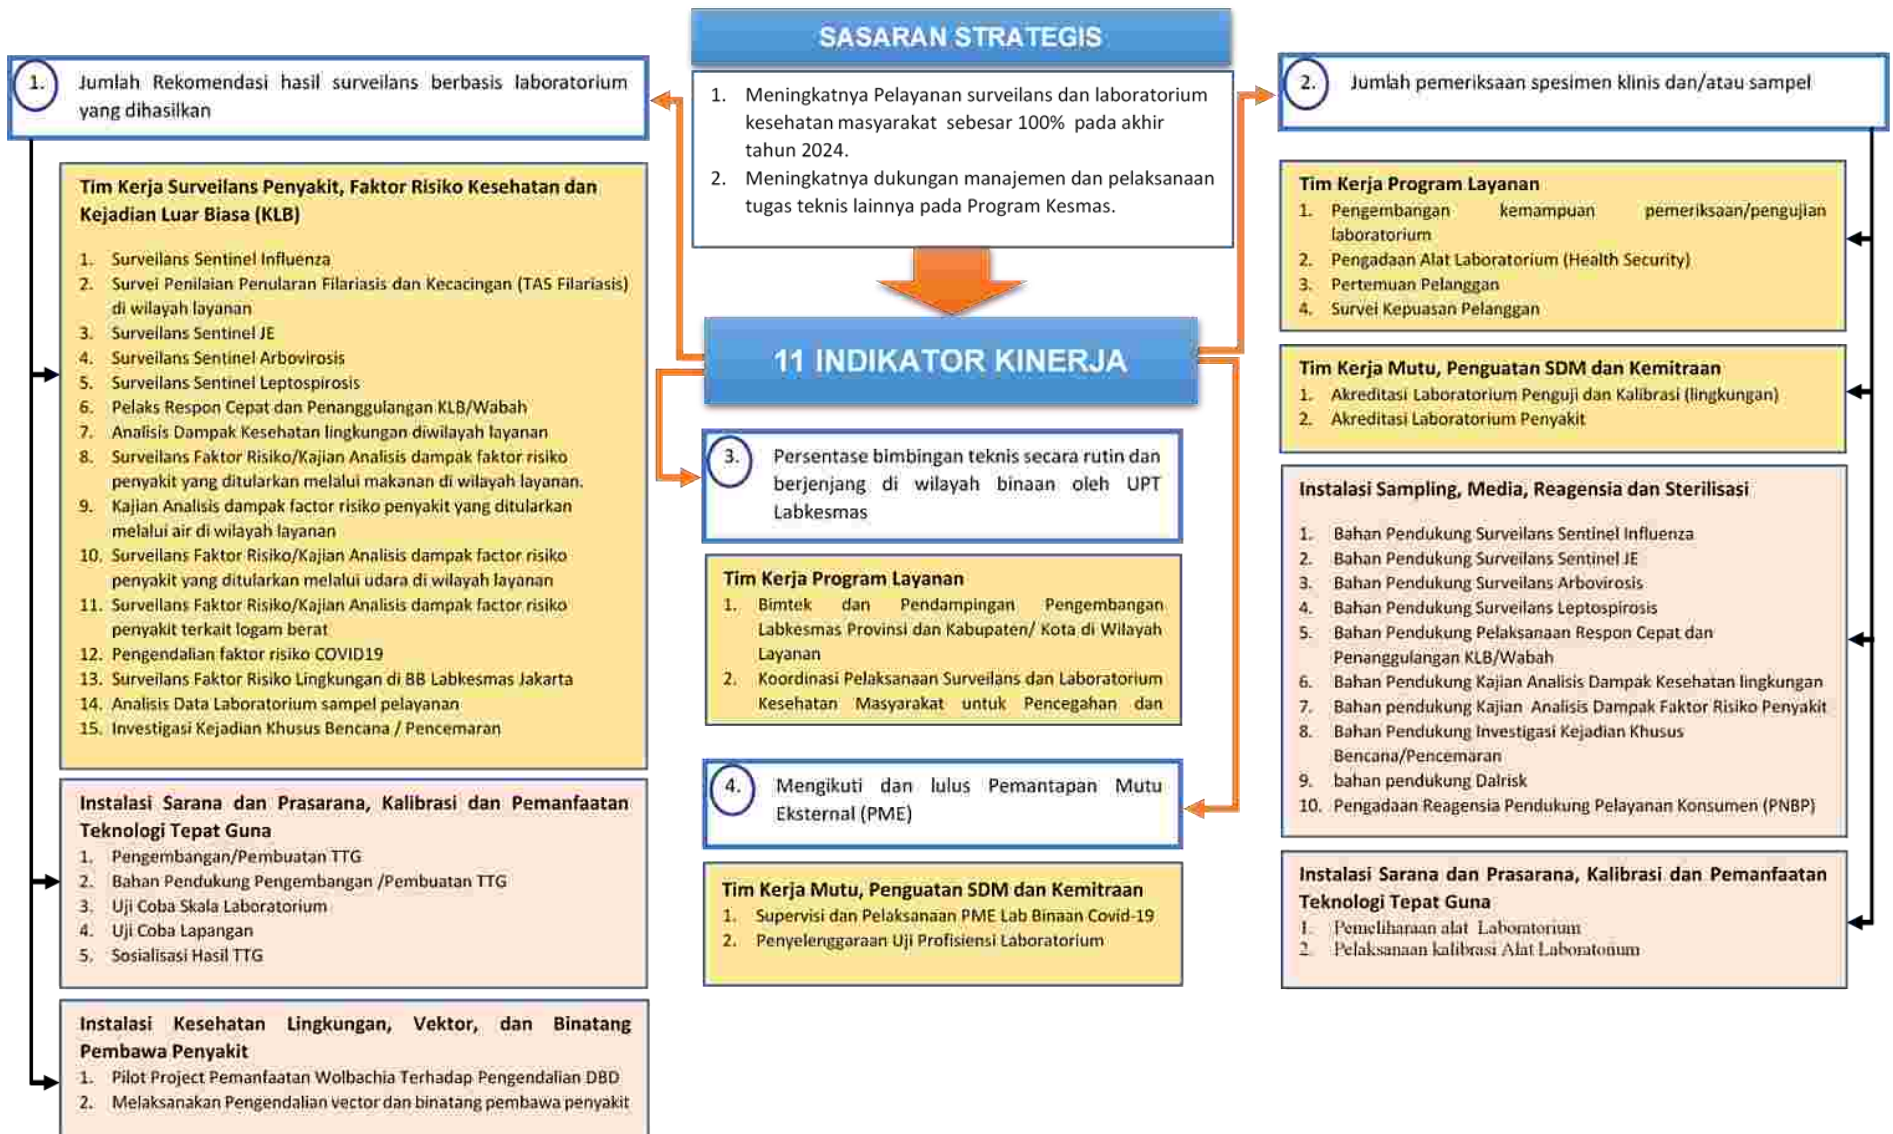 SASARAN STRATEGIS
1. Meningkatnya Pelayanan surveilans dan laboratorium
kesehatan masyarakat sebesar 100% pada akhir
tahun 2024.
2. Meningkatnya dukungan manajemen dan pelaksanaan
tugas teknis lainnya pada Program Kesmas.
11 INDIKATOR KINERJA
1. Jumlah Rekomendasi hasil surveilans berbasis laboratorium
yang dihasilkan
Tim Kerja Surveilans Penyakit, Faktor Risiko Kesehatan dan
Kejadian Luar Biasa (KLB)
1. Surveilans Sentinel Influenza
2. Survei Penilaian Penularan Filariasis dan Kecacingan (TAS Filariasis)
di wilayah layanan
3. Surveilans Sentinel JE
4. Surveilans Sentinel Arbovirosis
5. Surveilans Sentinel Leptospirosis
6. Pelaks Respon Cepat dan Penanggulangan KLB/Wabah
7. Analisis Dampak Kesehatan lingkungan diwilayah layanan
8. Surveilans Faktor Risiko/Kajian Analisis dampak faktor risiko
penyakit yang ditularkan melalui makanan di wilayah layanan.
9. Kajian Analisis dampak factor risiko penyakit yang ditularkan
melalui air di wilayah layanan
10. Surveilans Faktor Risiko/Kajian Analisis dampak factor risiko
penyakit yang ditularkan melalui udara di wilayah layanan
11. Surveilans Faktor Risiko/Kajian Analisis dampak factor risiko
penyakit terkait logam berat
12. Pengendalian faktor risiko COVID19
13. Surveilans Faktor Risiko Lingkungan di BB Labkesmas Jakarta
14. Analisis Data Laboratorium sampel pelayanan
15. Investigasi Kejadian Khusus Bencana / Pencemaran
Instalasi Sarana dan Prasarana, Kalibrasi dan Pemanfaatan
Teknologi Tepat Guna
1. Pengembangan/Pembuatan TTG
2. Bahan Pendukung Pengembangan /Pembuatan TTG
3. Uji Coba Skala Laboratorium
4. Uji Coba Lapangan
5. Sosialisasi Hasil TTG
Instalasi Kesehatan Lingkungan, Vektor, dan Binatang
Pembawa Penyakit
1. Pilot Project Pemanfaatan Wolbachia Terhadap Pengendalian DBD
2. Melaksanakan Pengendalian vector dan binatang pembawa penyakit
3. Persentase bimbingan teknis secara rutin dan
berjenjang di wilayah binaan oleh UPT
Labkesmas
Tim Kerja Program Layanan
1. Bimtek dan Pendampingan Pengembangan
Labkesmas Provinsi dan Kabupaten/ Kota di Wilayah
Layanan
2. Koordinasi Pelaksanaan Surveilans dan Laboratorium
Kesehatan Masyarakat untuk Pencegahan dan
4. Mengikuti dan lulus Pemantapan Mutu
Eksternal (PME)
Tim Kerja Mutu, Penguatan SDM dan Kemitraan
1. Supervisi dan Pelaksanaan PME Lab Binaan Covid-19
2. Penyelenggaraan Uji Profisiensi Laboratorium
2. Jumlah pemeriksaan spesimen klinis dan/atau sampel
Tim Kerja Program Layanan
1. Pengembangan kemampuan pemeriksaan/pengujian
laboratorium
2. Pengadaan Alat Laboratorium (Health Security)
3. Pertemuan Pelanggan
4. Survei Kepuasan Pelanggan
Tim Kerja Mutu, Penguatan SDM dan Kemitraan
1. Akreditasi Laboratorium Penguji dan Kalibrasi (lingkungan)
2. Akreditasi Laboratorium Penyakit
Instalasi Sampling, Media, Reagensia dan Sterilisasi
1. Bahan Pendukung Surveilans Sentinel Influenza
2. Bahan Pendukung Surveilans Sentinel JE
3. Bahan Pendukung Surveilans Arbovirosis
4. Bahan Pendukung Surveilans Leptospirosis
5. Bahan Pendukung Pelaksanaan Respon Cepat dan
Penanggulangan KLB/Wabah
6. Bahan Pendukung Kajian Analisis Dampak Kesehatan lingkungan
7. Bahan pendukung Kajian Analisis Dampak Faktor Risiko Penyakit
8. Bahan Pendukung Investigasi Kejadian Khusus
Bencana/Pencemaran
9. bahan pendukung Dalrisk
10. Pengadaan Reagensia Pendukung Pelayanan Konsumen (PNBP)
Instalasi Sarana dan Prasarana, Kalibrasi dan Pemanfaatan
Teknologi Tepat Guna
1. Pemeliharaan alat Laboratorium
2. Pelaksanaan kalibrasi Alat Laboratorium